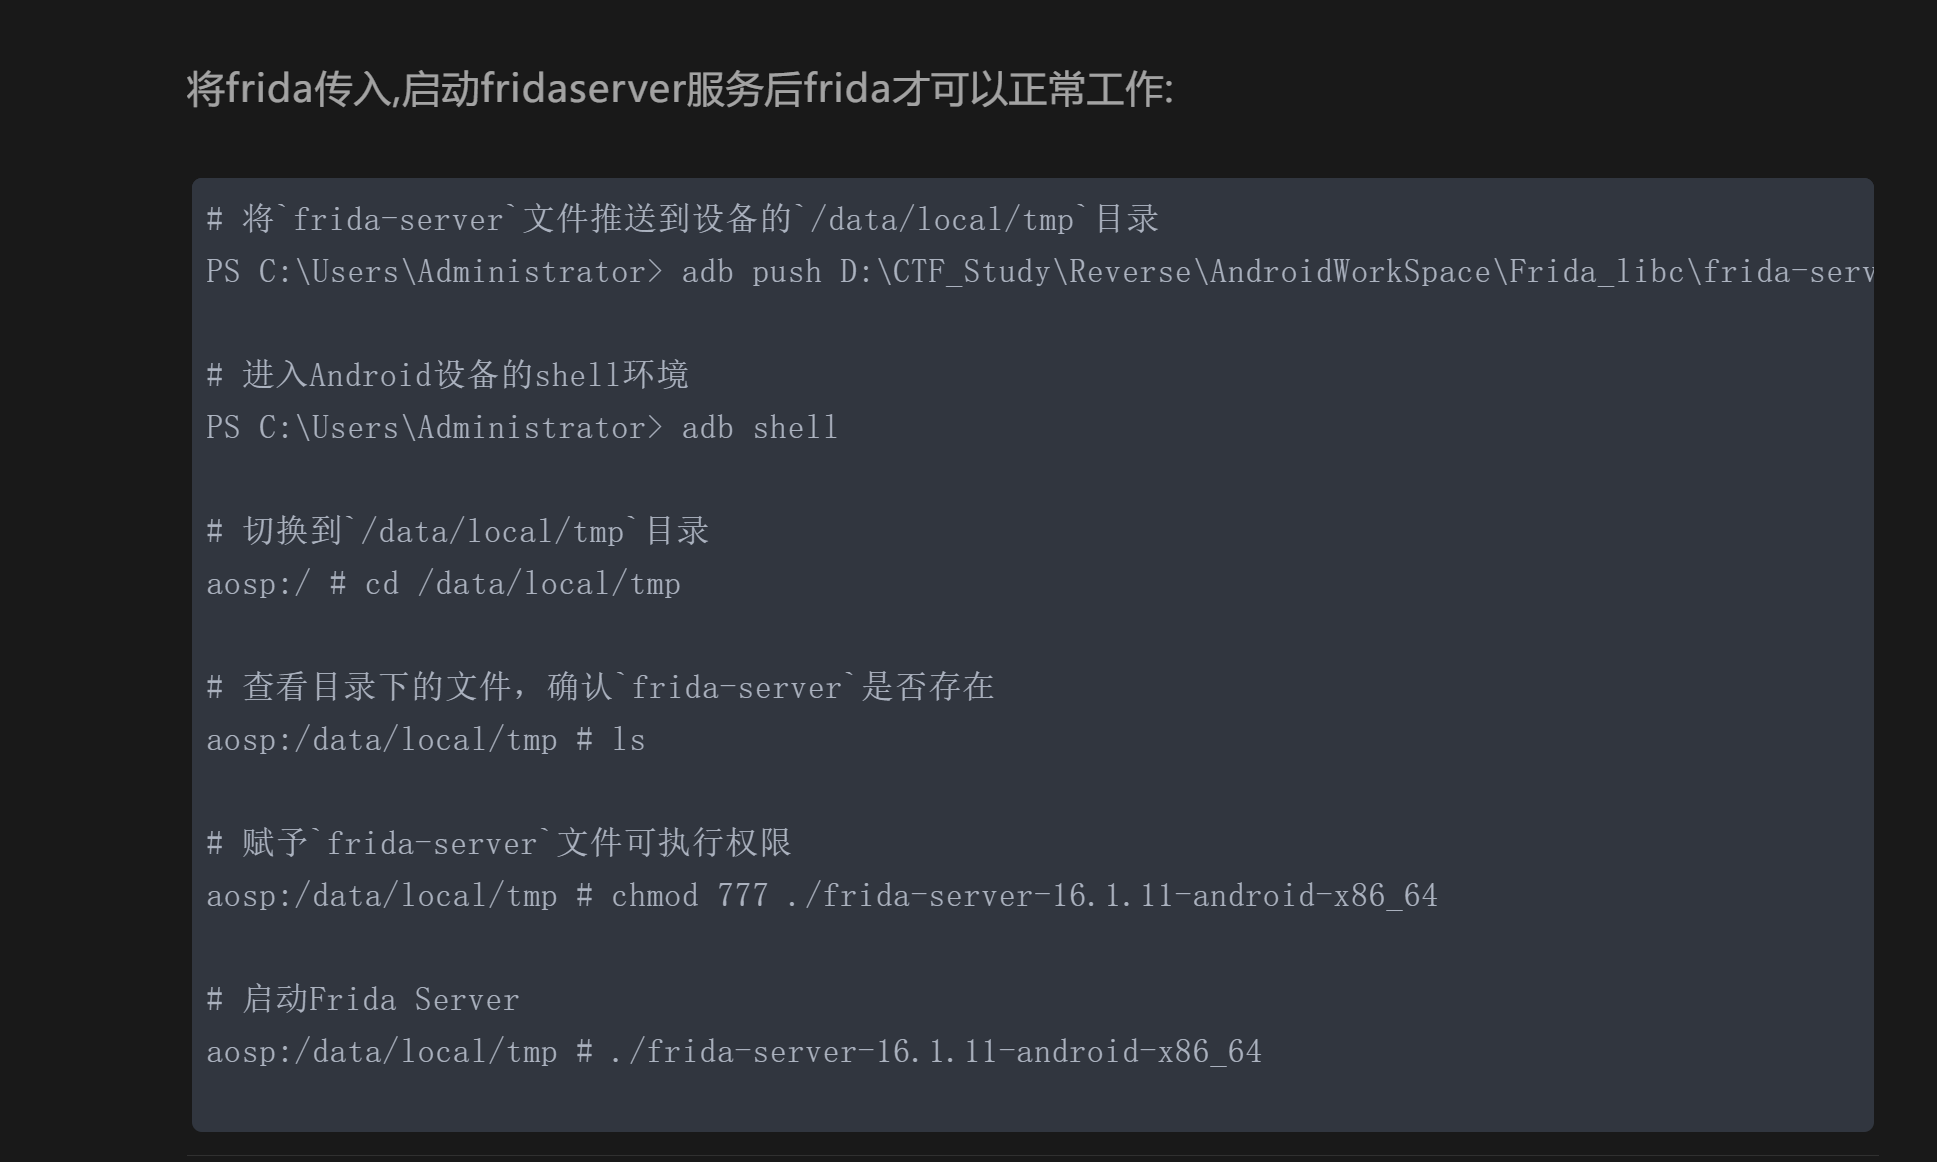 将frida传入,启动fridaserver服务后frida才可以正常工作:
# 将`frida-server`文件推送到设备的`/data/local/tmp`目录
PS C:\Users\Administrator> adb push D:\CTF_Study\Reverse\AndroidWorkSpace\Frida_libc\frida-serv
# 进入Android设备的shell环境
PS C:\Users\Administrator> adb shell
# 切换到`/data/local/tmp`目录
aosp:/ # cd /data/local/tmp
# 查看目录下的文件，确认`frida-server`是否存在
aosp:/data/local/tmp # ls
# 赋予`frida-server`文件可执行权限
aosp:/data/local/tmp # chmod 777 ./frida-server-16.1.11-android-x86_64
# 启动Frida Server
aosp:/data/local/tmp # ./frida-server-16.1.11-android-x86_64